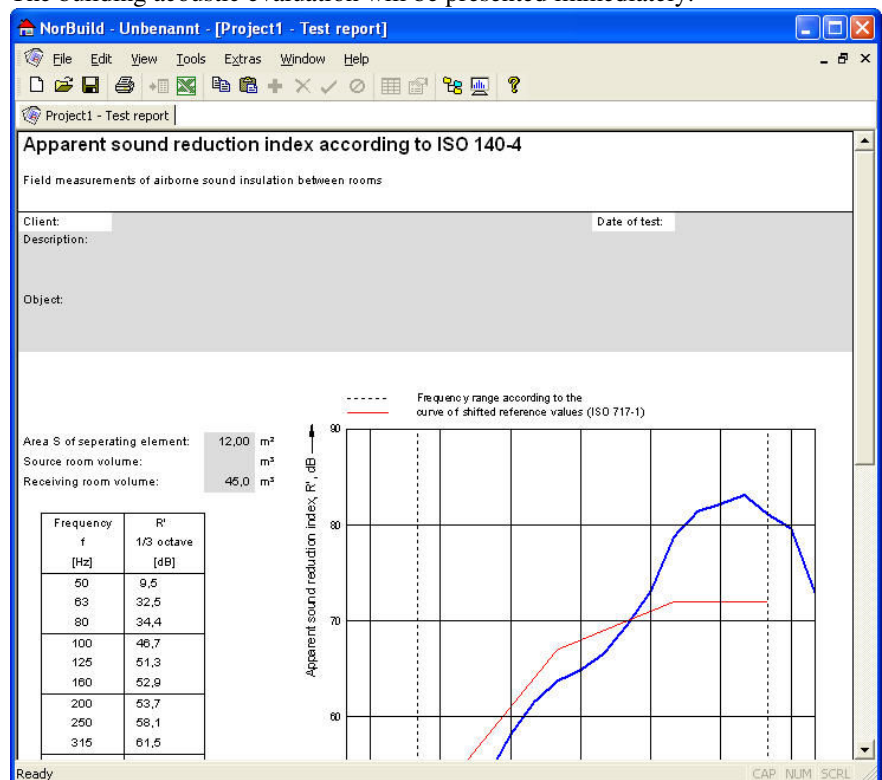 The building acoustic evaluation will be presented immediately.
NorBuild - Unbenannt - [Project1 - Test report]
File Edit View Tools Extras Window Help
Project1 - Test report
Apparent sound reduction index according to ISO 140-4
Field measurements of airborne sound insulation between rooms
Client: Date of test:
Description:
Object:
Frequency range according to the
curve of shifted reference values (ISO 717-1)
Area S of seperating element: 12,00 m²
Source room volume: m³
Receiving room volume: 45,0 m³
Frequency R'
f 1/3 octave
[Hz] [dB]
50 9,5
63 32,5
80 34,4
100 46,7
125 51,3
160 52,9
200 53,7
250 58,1
315 61,5
Apparent sound reduction index, R', dB
90
80
70
60
Ready CAP NUM SCRL